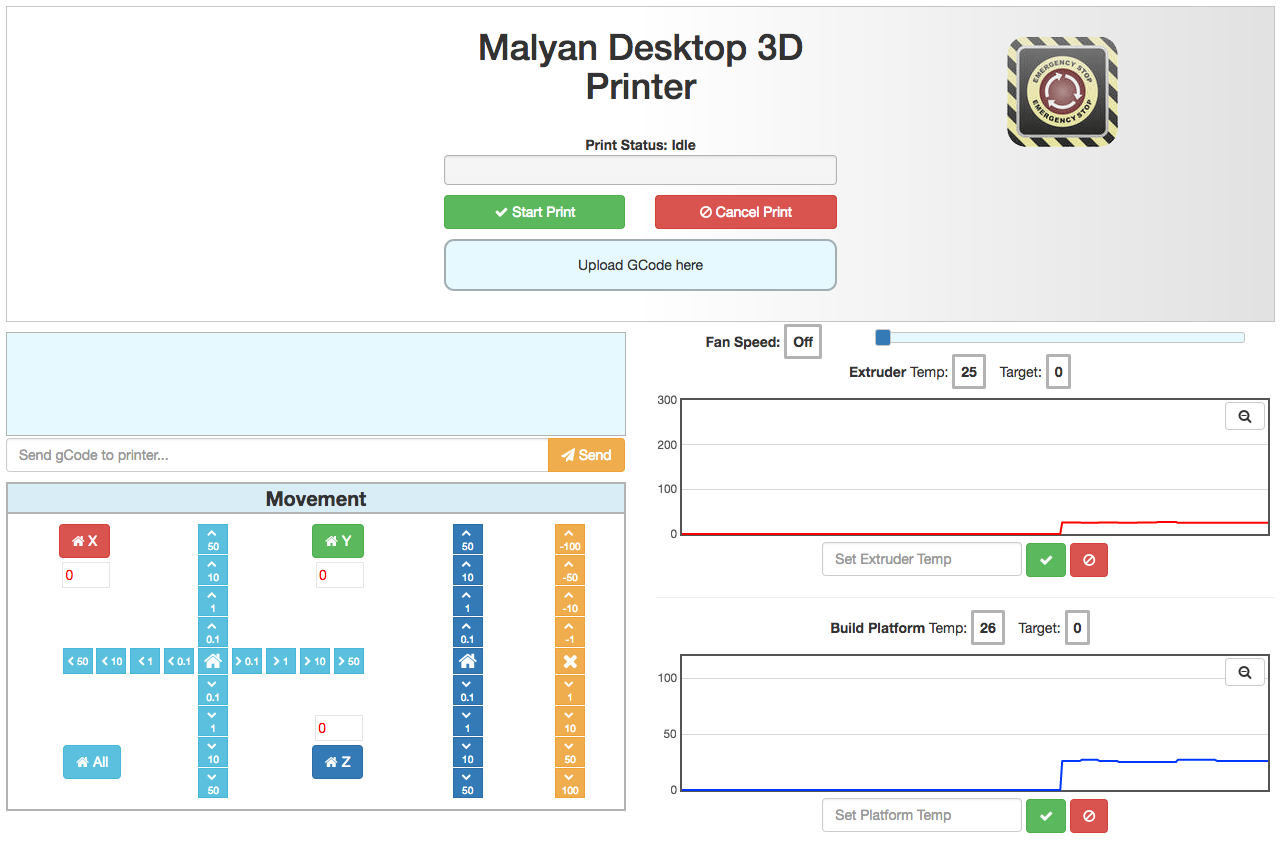 Malyan Desktop 3D
Printer
EMERGENCY STOP
EMERGENCY STOP
Print Status: Idle
Start Print
Cancel Print
Upload GCode here
Send gCode to printer...
Send
Movement
X
Y
0
0
50
10
1
0.1
50
10
1
0.1
0.1
1
10
50
0.1
1
10
50
0
All
Z
50
10
1
0.1
0.1
1
10
50
-100
-50
-10
-1
1
10
50
100
Fan Speed: Off
Extruder Temp: 25 Target: 0
300
200
100
0
Set Extruder Temp
Build Platform Temp: 26 Target: 0
100
50
0
Set Platform Temp